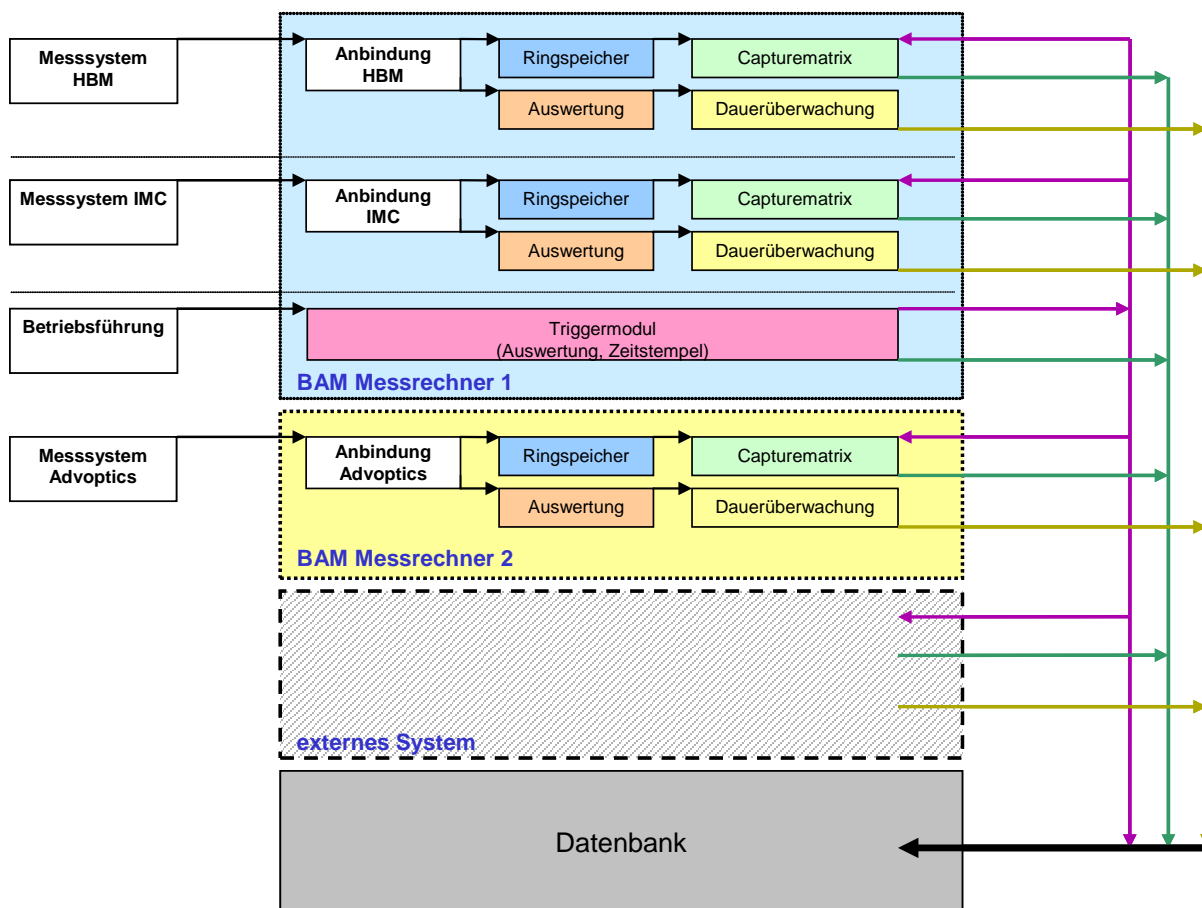 Messsystem
HBM
Anbindung
HBM
Ringspeicher
Capturematrix
Auswertung
Dauerüberwachung
Messsystem IMC
Anbindung
IMC
Ringspeicher
Capturematrix
Auswertung
Dauerüberwachung
Betriebsführung
Triggermodul
(Auswertung, Zeitstempel)
BAM Messrechner 1
Messsystem
Advoptics
Anbindung
Advoptics
Ringspeicher
Capturematrix
Auswertung
Dauerüberwachung
BAM Messrechner 2
externes System
Datenbank